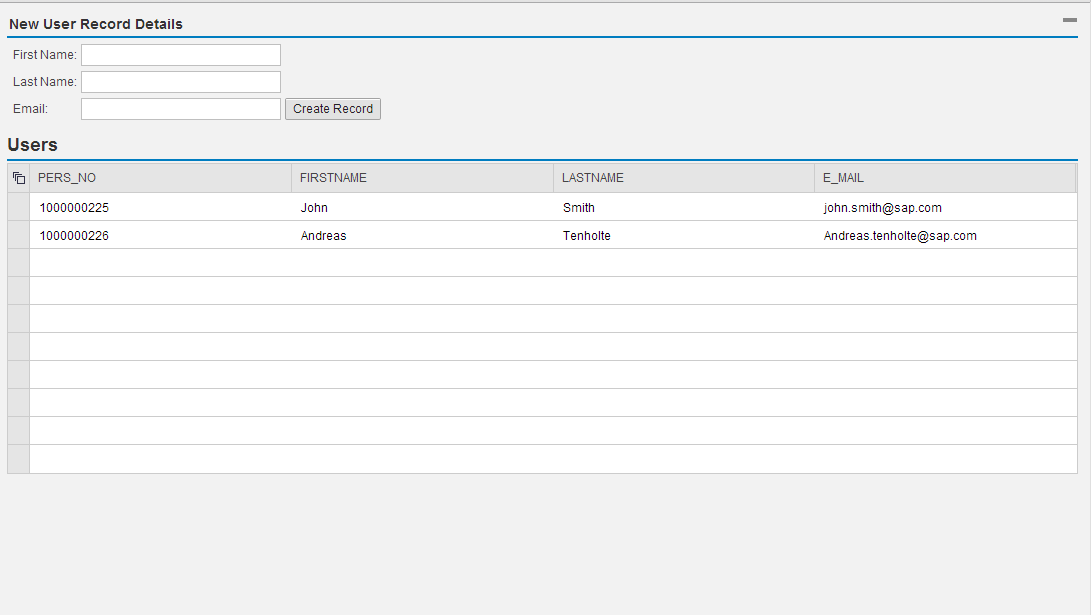 New User Record Details
First Name:
Last Name:
Email: Create Record
Users
PERS_NO FIRSTNAME LASTNAME E_MAIL
1000000225 John Smith john.smith@sap.com
1000000226 Andreas Tenholte Andreas.tenholte@sap.com